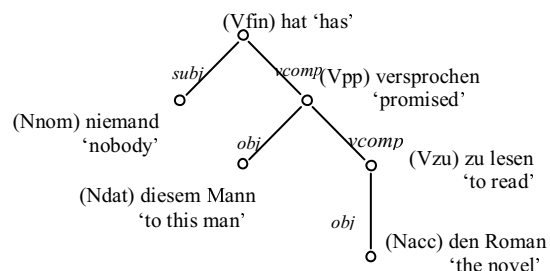 (Vfin) hat ‘has’
subj
vcomp
(Vpp) versprochen
‘promised’
(Nnom) niemand
‘nobody’
obj
vcomp
(Vzu) zu lesen
‘to read’
(Ndat) diesem Mann
‘to this man’
obj
(Nacc) den Roman
‘the novel’